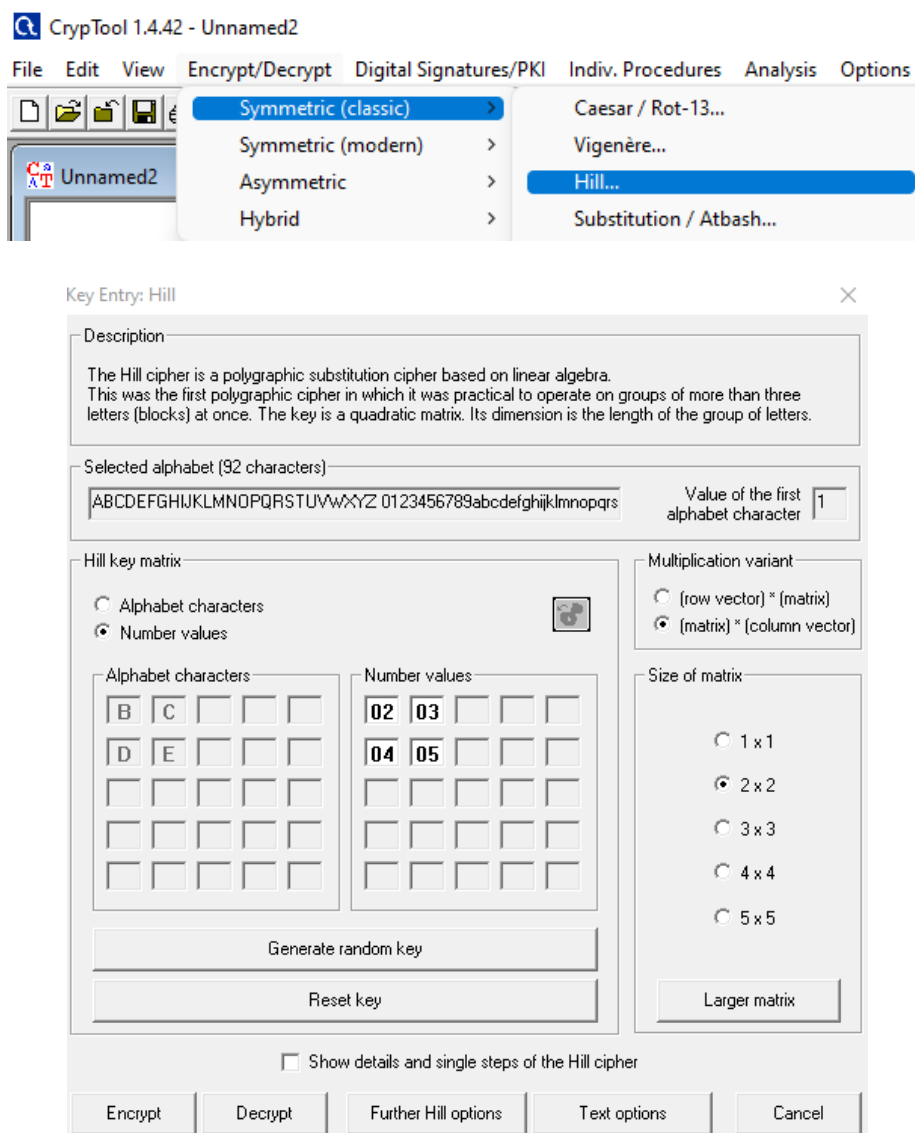 CrypTool 1.4.42 - Unnamed2
File Edit View Encrypt/Decrypt Digital Signatures/PKI Indiv. Procedures Analysis Options
Symmetric (classic) > Caesar / Rot-13...
Symmetric (modern) > Vigenère...
Unnamed2
Asymmetric > Hill...
Hybrid > Substitution / Atbash...
Key Entry: Hill
Description
The Hill cipher is a polygraphic substitution cipher based on linear algebra.
This was the first polygraphic cipher in which it was practical to operate on groups of more than three
letters (blocks) at once. The key is a quadratic matrix. Its dimension is the length of the group of letters.
Selected alphabet (92 characters)
ABCDEFGHIJKLMNOPQRSTUVWXYZ 0123456789abcdefghijklmnopqrs
Value of the first
alphabet character 1
Hill key matrix
Alphabet characters
Number values
Multiplication variant
(row vector) * (matrix)
(matrix) * (column vector)
Alphabet characters
B C
D E
Number values
02 03
04 05
Size of matrix
1 x 1
2 x 2
3 x 3
4 x 4
5 x 5
Generate random key
Reset key
Larger matrix
Show details and single steps of the Hill cipher
Encrypt Decrypt Further Hill options Text options Cancel